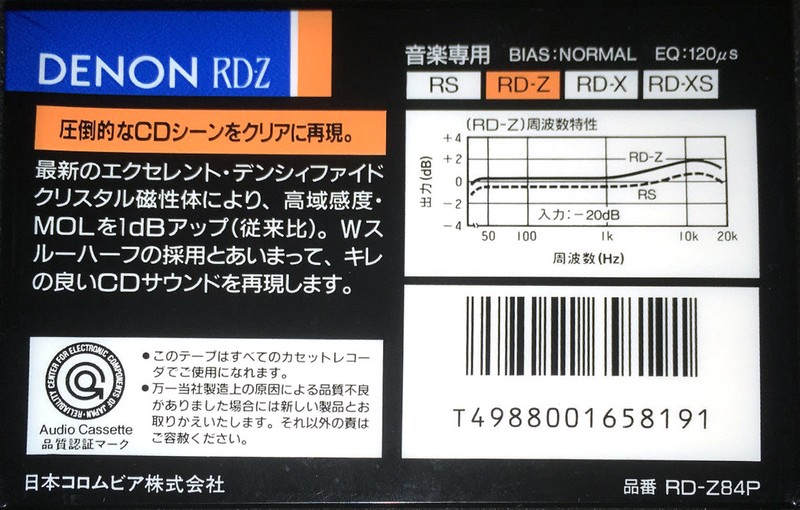 DENON RD-Z
音楽専用 BIAS:NORMAL EQ:120μs
RS RD-Z RD-X RD-XS
圧倒的なCDシーンをクリアに再現。
最新のエクセレント・デンシィファイド
クリスタル磁性体により、高域感度・
MOLを1dBアップ(従来比)。Wス
ルーハーフの採用とあいまって、キレ
の良いCDサウンドを再現します。
(RD-Z)周波数特性
出力(dB)
+4
+2
0
-2
-4
RD-Z
RS
入力:-20dB
50 100 1k 10k 20k
周波数(Hz)
RELIABILITY CENTER FOR ELECTRONIC COMPONENTS OF JAPAN
Audio Cassette
品質認証マーク
●このテープはすべてのカセットレコー
ダでご使用になれます。
●万一当社製造上の原因による品質不良
がありました場合には新しい製品とお
取りかえいたします。それ以外の責は
ご容赦ください。
T4988001658191
日本コロムビア株式会社
品番 RD-Z84P